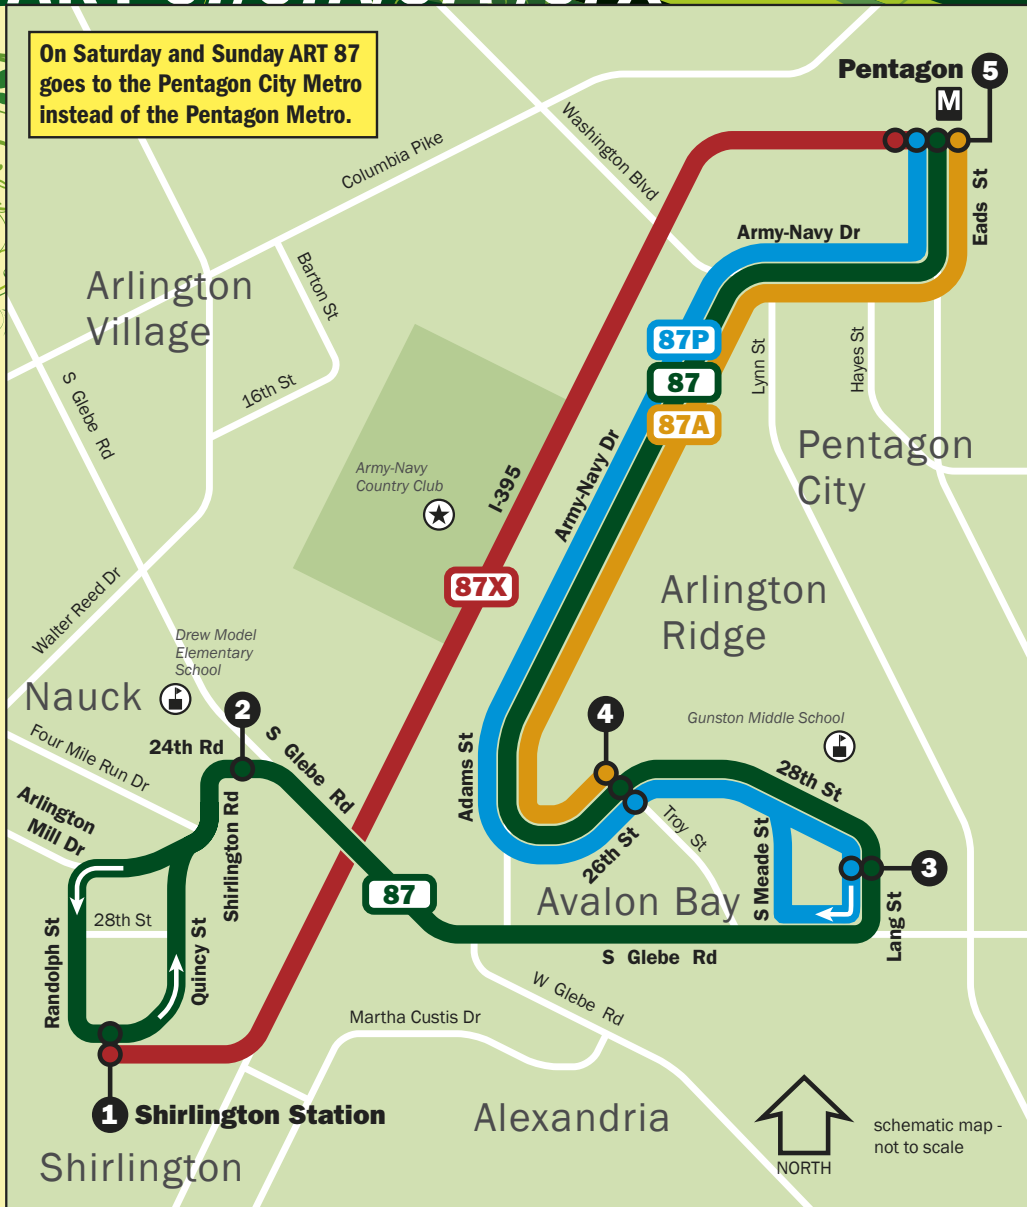 On Saturday and Sunday ART 87
goes to the Pentagon City Metro
instead of the Pentagon Metro.
Pentagon 5
M
Washington Blvd
Columbia Pike
Eads St
Army-Navy Dr
Barton St
Arlington
Village
87P
87
87A
Lynn St
Hayes St
S Glebe Rd
16th St
Pentagon
City
Army-Navy
Country Club
I-395
Army-Navy Dr
87X
Arlington
Ridge
Walter Reed Dr
Drew Model
Elementary
School
Nauck
2
4
Gunston Middle School
24th Rd
S Glebe Rd
Four Mile Run Dr
Adams St
28th St
Arlington
Mill Dr
Shirlington Rd
26th St
Troy St
S Meade St
3
87
Avalon Bay
28th St
Randolph St
Quincy St
Lang St
S Glebe Rd
W Glebe Rd
Martha Custis Dr
1 Shirlington Station
Alexandria
Shirlington
NORTH
schematic map -
not to scale